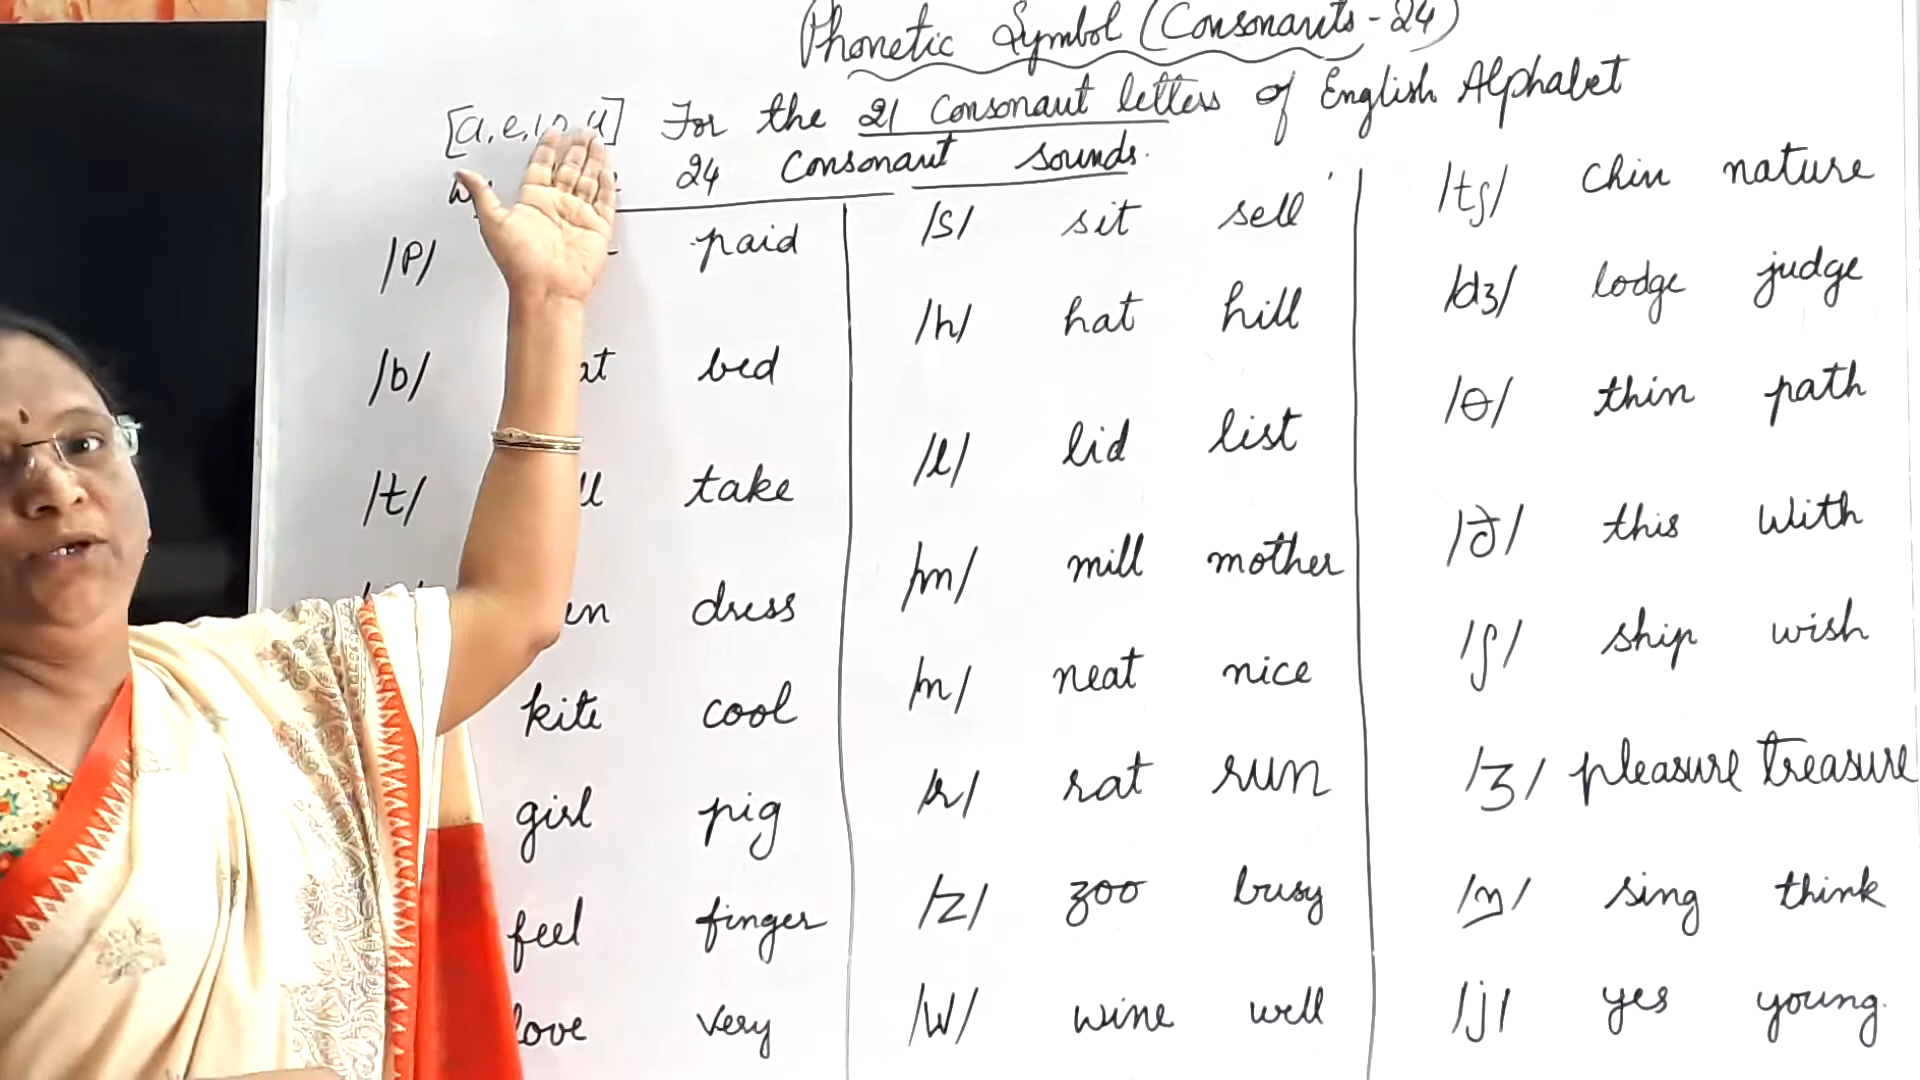 Phonetic Symbol (Consonants-24)
[a,e,i,o,u] For the 21 Consonant letters of English Alphabet
24 Consonant sounds.
/p/ paid
/b/ bed
/t/ take
dress
kite cool
girl pig
feel finger
love very
/s/ sit sell
/h/ hat hill
/l/ lid list
/m/ mill mother
/n/ neat nice
/r/ rat run
/z/ zoo busy
/w/ wine well
/tʃ/ chin nature
/dʒ/ lodge judge
/θ/ thin path
/ð/ this with
/ʃ/ ship wish
/ʒ/ pleasure treasure
/ŋ/ sing think
/j/ yes young.